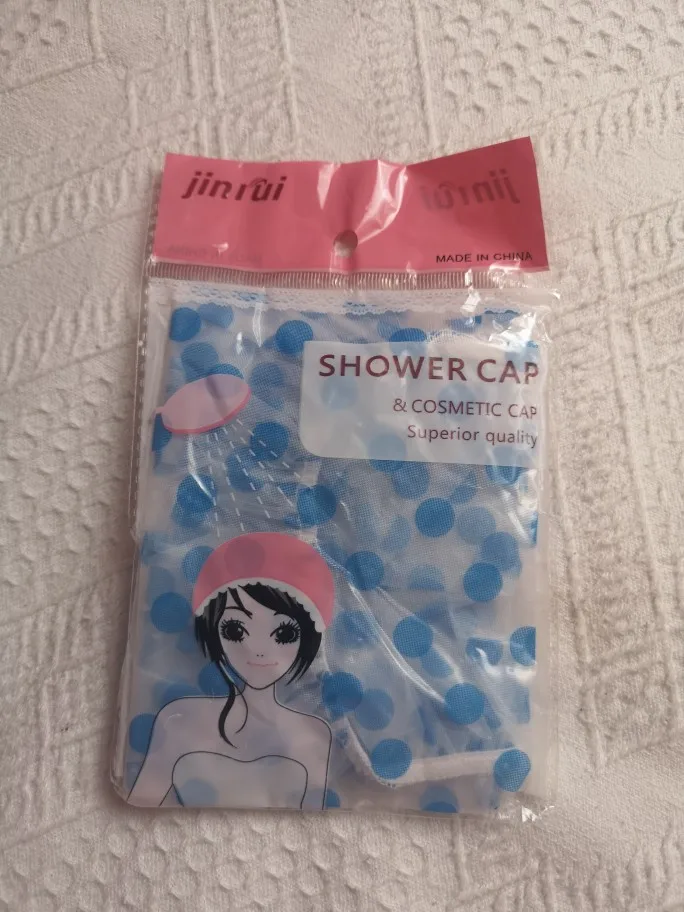 jinrui
jinrui
MADE IN CHINA
SHOWER CAP
& COSMETIC CAP
Superior quality